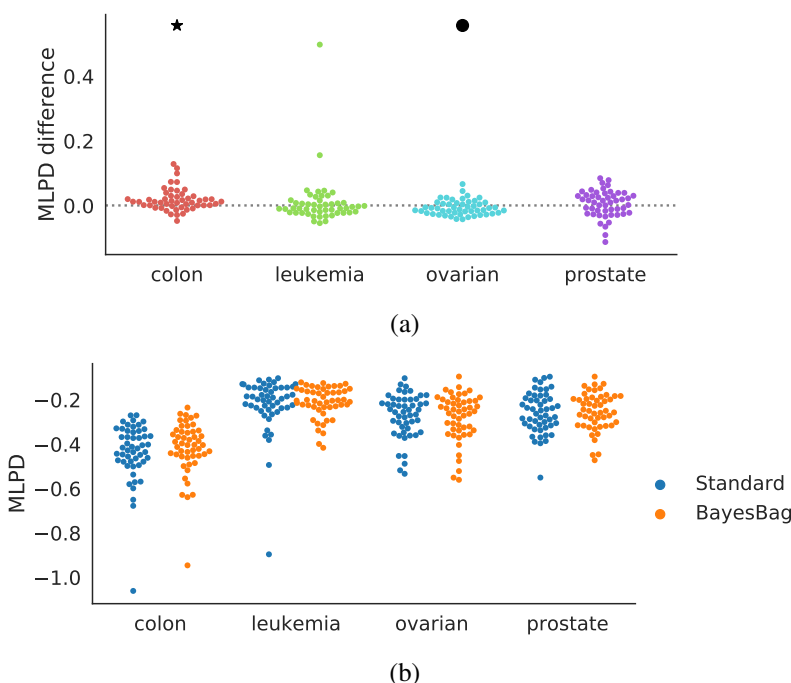 MLPD difference
0.4
0.2
0.0
colon leukemia ovarian prostate
(a)
MLPD
−0.2
−0.4
−0.6
−0.8
−1.0
Standard
BayesBag
colon leukemia ovarian prostate
(b)